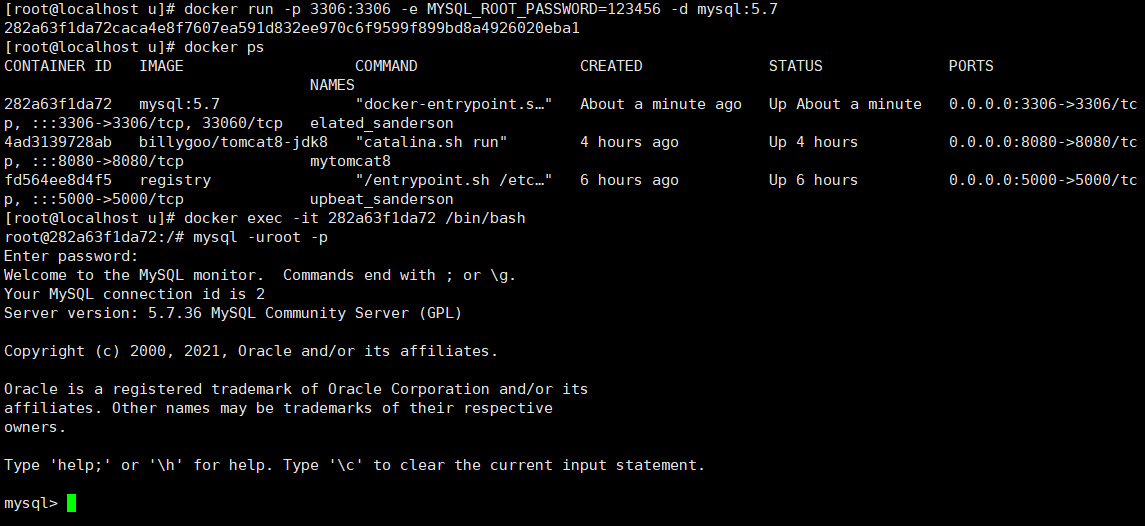 [root@localhost u]# docker run -p 3306:3306 -e MYSQL_ROOT_PASSWORD=123456 -d mysql:5.7
282a63f1da72caca4e8f7607ea591d832ee970c6f9599f899bd8a4926020eba1
[root@localhost u]# docker ps
CONTAINER ID   IMAGE                   COMMAND                  CREATED              STATUS              PORTS
                                  NAMES
282a63f1da72   mysql:5.7               "docker-entrypoint.s…"   About a minute ago   Up About a minute   0.0.0.0:3306->3306/tc
p, :::3306->3306/tcp, 33060/tcp   elated_sanderson
4ad3139728ab   billygoo/tomcat8-jdk8   "catalina.sh run"        4 hours ago          Up 4 hours          0.0.0.0:8080->8080/tc
p, :::8080->8080/tcp              mytomcat8
fd564ee8d4f5   registry                "/entrypoint.sh /etc…"   6 hours ago          Up 6 hours          0.0.0.0:5000->5000/tc
p, :::5000->5000/tcp              upbeat_sanderson
[root@localhost u]# docker exec -it 282a63f1da72 /bin/bash
root@282a63f1da72:/# mysql -uroot -p
Enter password:
Welcome to the MySQL monitor.  Commands end with ; or \g.
Your MySQL connection id is 2
Server version: 5.7.36 MySQL Community Server (GPL)
Copyright (c) 2000, 2021, Oracle and/or its affiliates.
Oracle is a registered trademark of Oracle Corporation and/or its
affiliates. Other names may be trademarks of their respective
owners.
Type 'help;' or '\h' for help. Type '\c' to clear the current input statement.
mysql>